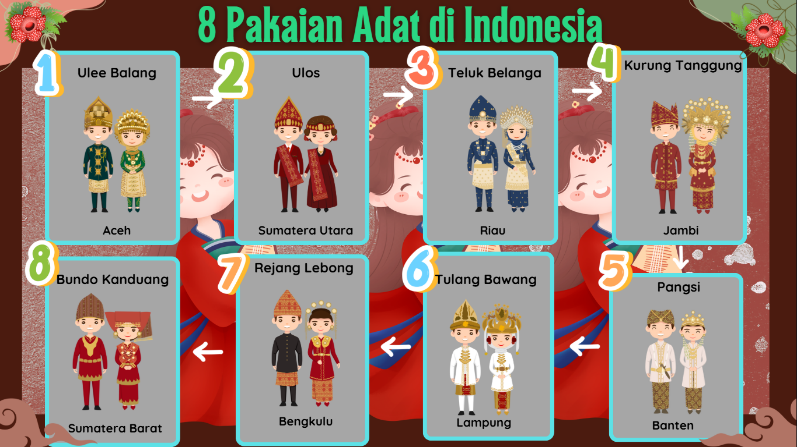 8 Pakaian Adat di Indonesia
1
Ulee Balang
Aceh
2
Ulos
Sumatera Utara
3
Teluk Belanga
Riau
4
Kurung Tanggung
Jambi
5
Pangsi
Banten
6
Tulang Bawang
Lampung
7
Rejang Lebong
Bengkulu
8
Bundo Kanduang
Sumatera Barat